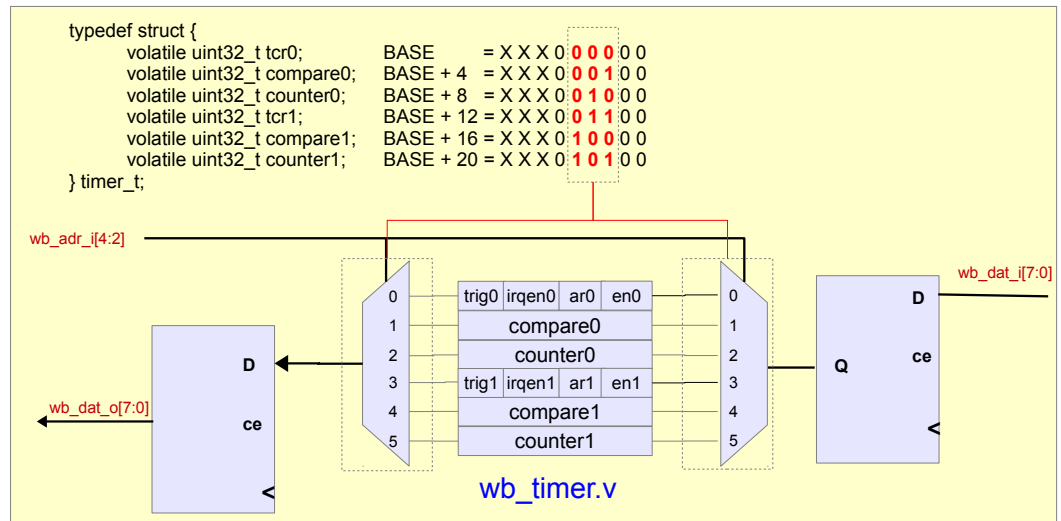 typedef struct {
volatile uint32_t tcr0; BASE = X X X 0 0 0 0 0 0
volatile uint32_t compare0; BASE + 4 = X X X 0 0 0 1 0 0
volatile uint32_t counter0; BASE + 8 = X X X 0 0 1 0 0 0
volatile uint32_t tcr1; BASE + 12 = X X X 0 0 1 1 0 0
volatile uint32_t compare1; BASE + 16 = X X X 0 1 0 0 0 0
volatile uint32_t counter1; BASE + 20 = X X X 0 1 0 1 0 0
} timer_t;
wb_adr_i[4:2]
wb_dat_i[7:0]
0 trig0 irqen0 ar0 en0 0 D
1 compare0 1
2 counter0 2
D Q ce
3 trig1 irqen1 ar1 en1 3
wb_dat_o[7:0]
4 compare1 4
ce <
5 counter1 5
wb_timer.v
<